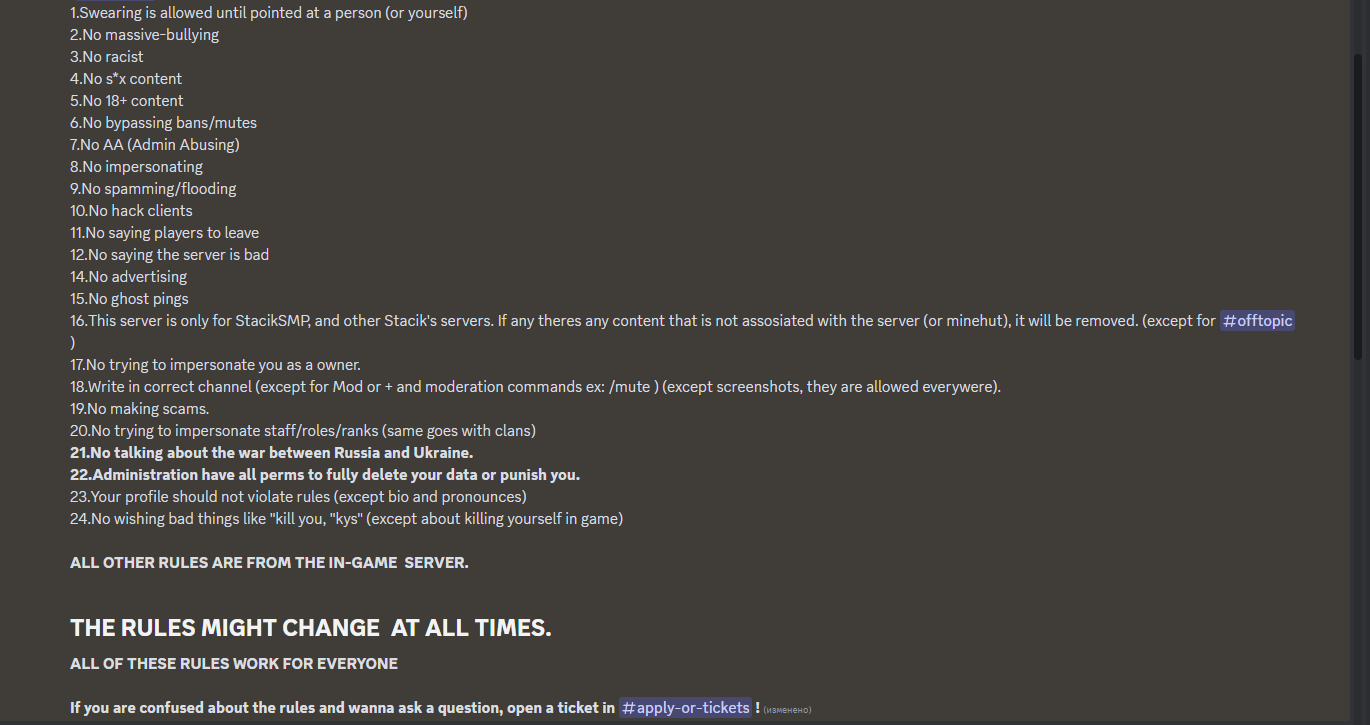 1.Swearing is allowed until pointed at a person (or yourself)
2.No massive-bullying
3.No racist
4.No s*x content
5.No 18+ content
6.No bypassing bans/mutes
7.No AA (Admin Abusing)
8.No impersonating
9.No spamming/flooding
10.No hack clients
11.No saying players to leave
12.No saying the server is bad
14.No advertising
15.No ghost pings
16.This server is only for StacikSMP, and other Stacik's servers. If any theres any content that is not assosiated with the server (or minehut), it will be removed. (except for #offtopic
)
17.No trying to impersonate you as a owner.
18.Write in correct channel (except for Mod or + and moderation commands ex: /mute ) (except screenshots, they are allowed everywere).
19.No making scams.
20.No trying to impersonate staff/roles/ranks (same goes with clans)
21.No talking about the war between Russia and Ukraine.
22.Administration have all perms to fully delete your data or punish you.
23.Your profile should not violate rules (except bio and pronounces)
24.No wishing bad things like "kill you, "kys" (except about killing yourself in game)
ALL OTHER RULES ARE FROM THE IN-GAME  SERVER.
THE RULES MIGHT CHANGE  AT ALL TIMES.
ALL OF THESE RULES WORK FOR EVERYONE
If you are confused about the rules and wanna ask a question, open a ticket in #apply-or-tickets ! (изменено)